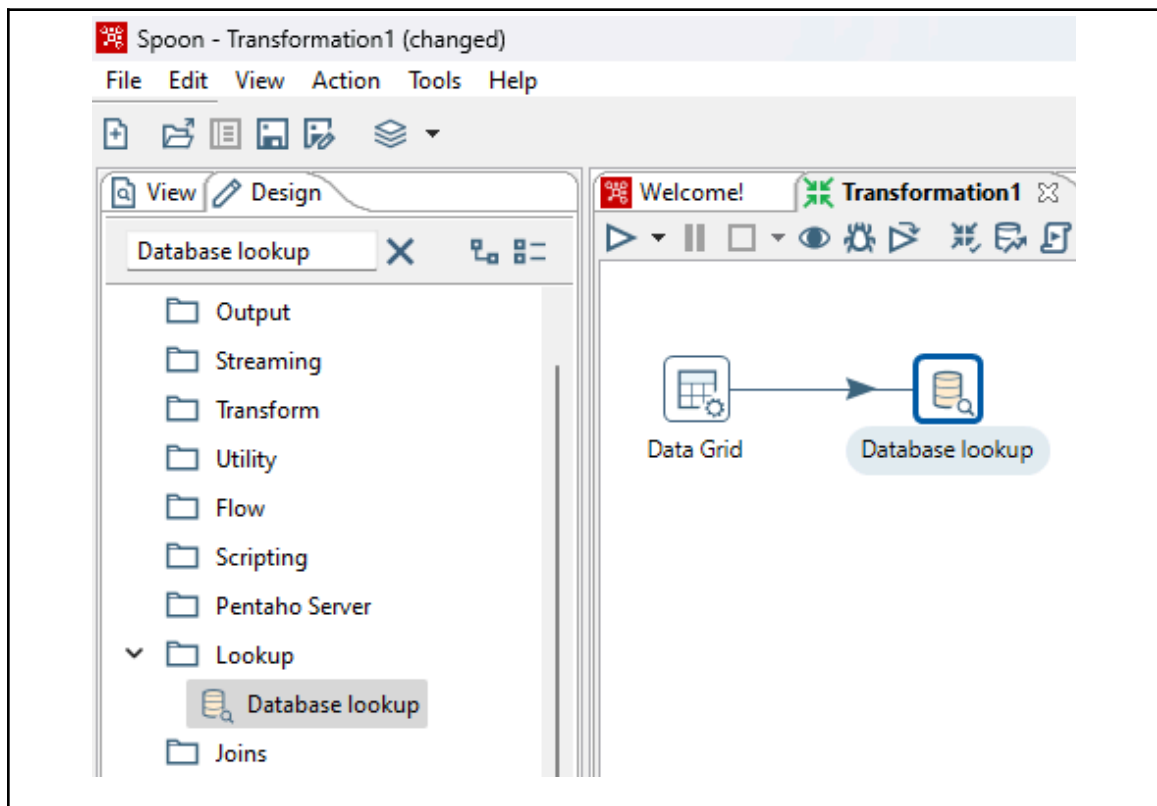 Spoon - Transformation1 (changed)
File Edit View Action Tools Help
View Design
Database lookup
Output
Streaming
Transform
Utility
Flow
Scripting
Pentaho Server
Lookup
Database lookup
Joins
Welcome! Transformation1
Data Grid
Database lookup